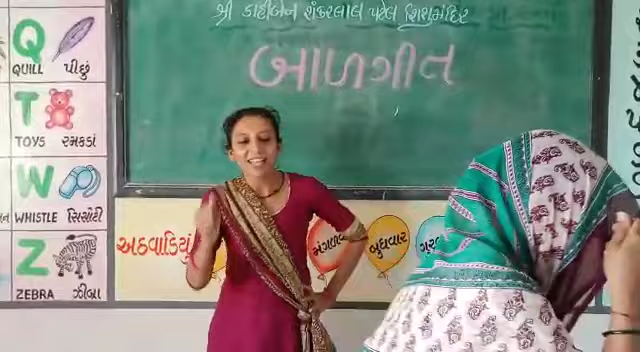 શ્રી કાશીબેન શંકરલાલ પટેલ શિશુમંદિર
બાળગીત
Q
QUILL પીછું
T
TOYS રમકડાં
W
WHISTLE સિસોટી
Z
ZEBRA ઝીબ્રા
અઠવાડિયું
મંગળવાર
બુધવાર